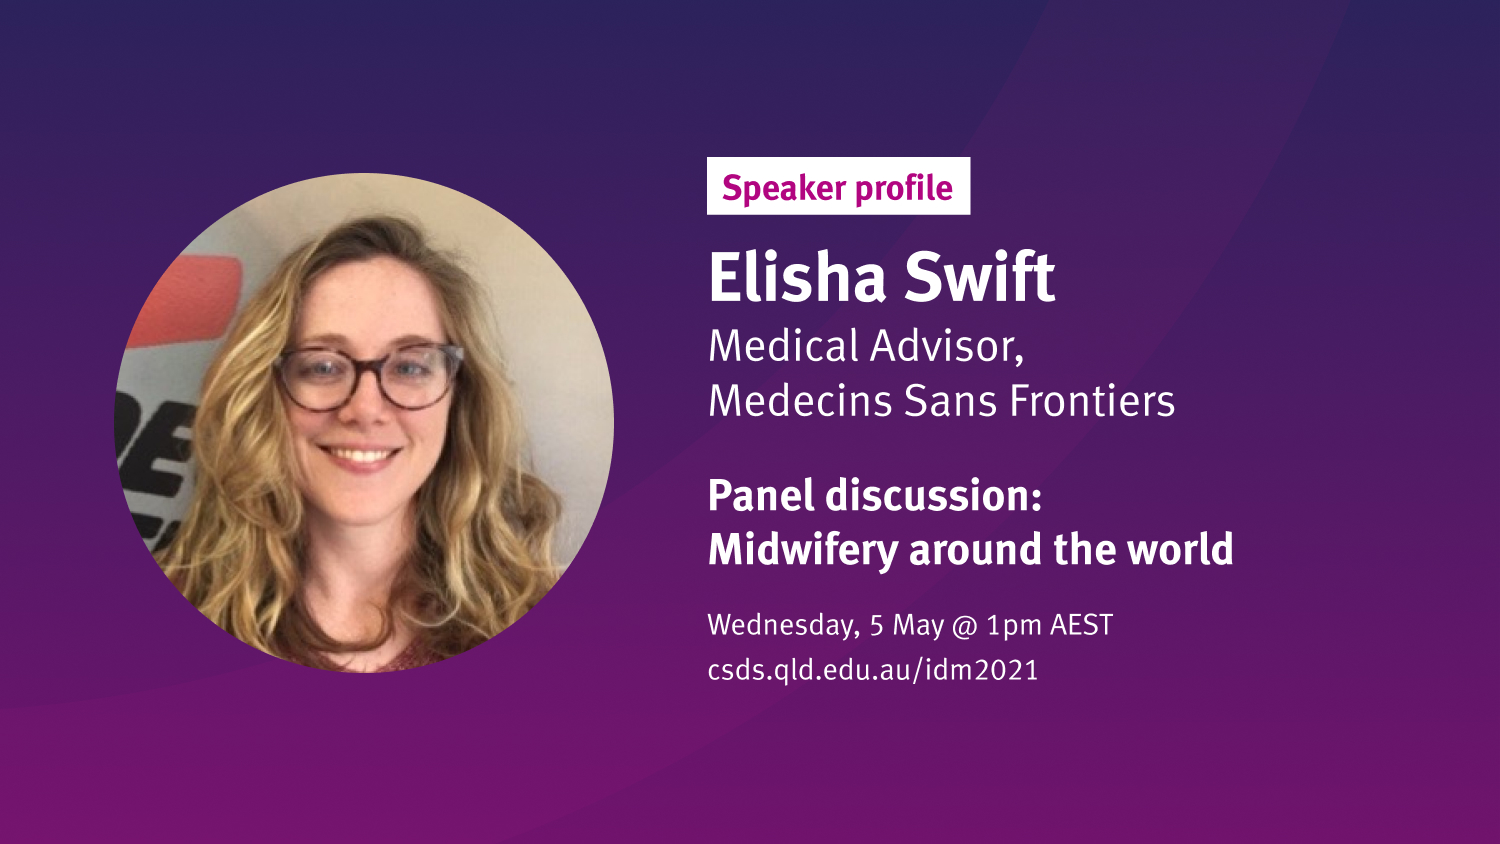 Speaker profile
Elisha Swift
Medical Advisor,
Medecins Sans Frontiers
Panel discussion:
Midwifery around the world
Wednesday, 5 May @ 1pm AEST
csds.qld.edu.au/idm2021